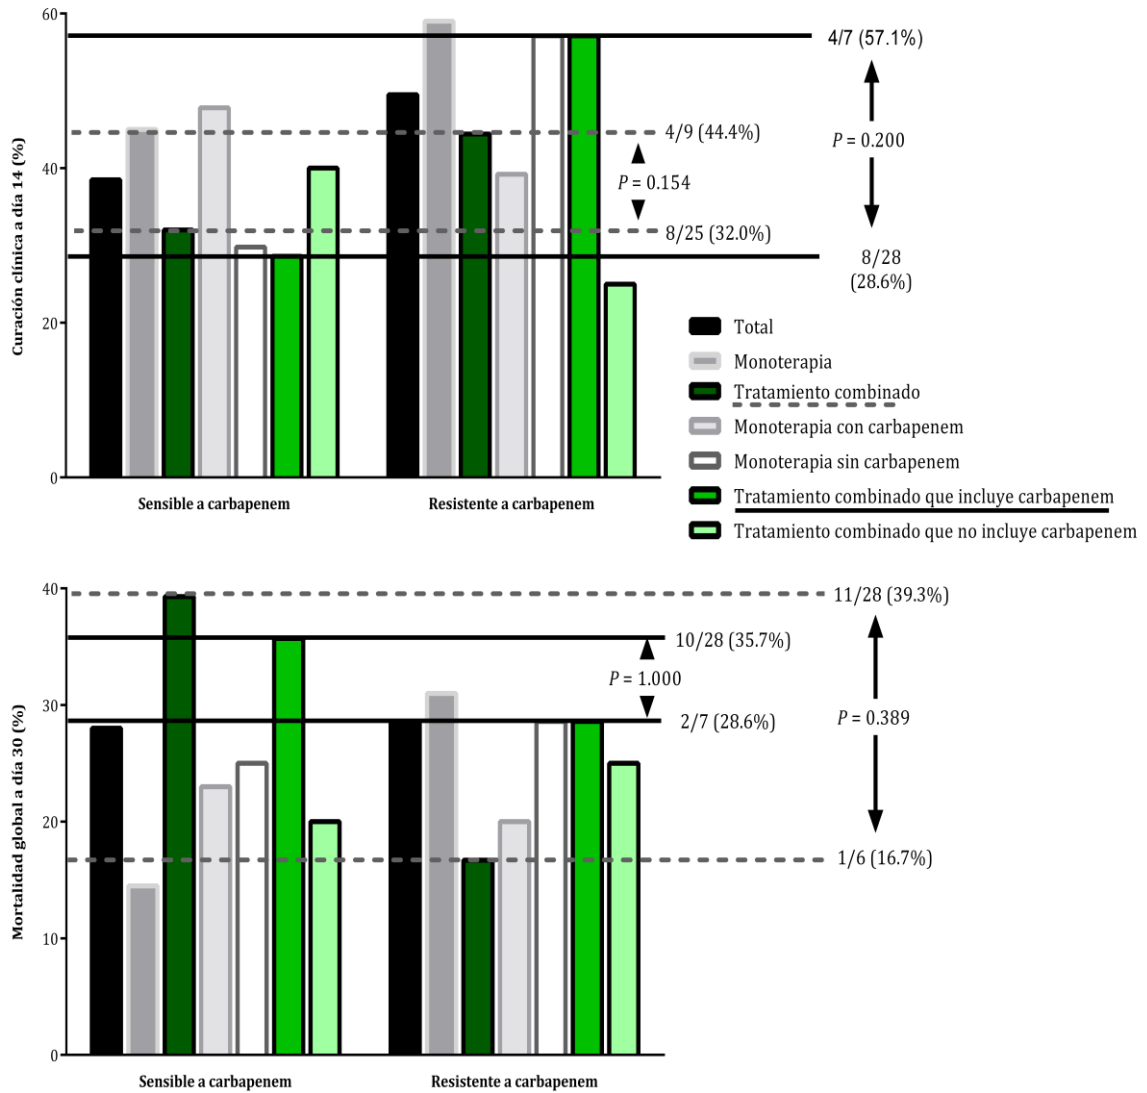 Curación clínica a día 14 (%)
60
40
20
0
Sensible a carbapenem
Resistente a carbapenem
4/7 (57.1%)
4/9 (44.4%)
P = 0.200
P = 0.154
8/25 (32.0%)
8/28
(28.6%)
Total
Monoterapia
Tratamiento combinado
Monoterapia con carbapenem
Monoterapia sin carbapenem
Tratamiento combinado que incluye carbapenem
Tratamiento combinado que no incluye carbapenem
Mortalidad global a día 30 (%)
40
30
20
10
0
Sensible a carbapenem
Resistente a carbapenem
11/28 (39.3%)
10/28 (35.7%)
P = 1.000
2/7 (28.6%)
P = 0.389
1/6 (16.7%)